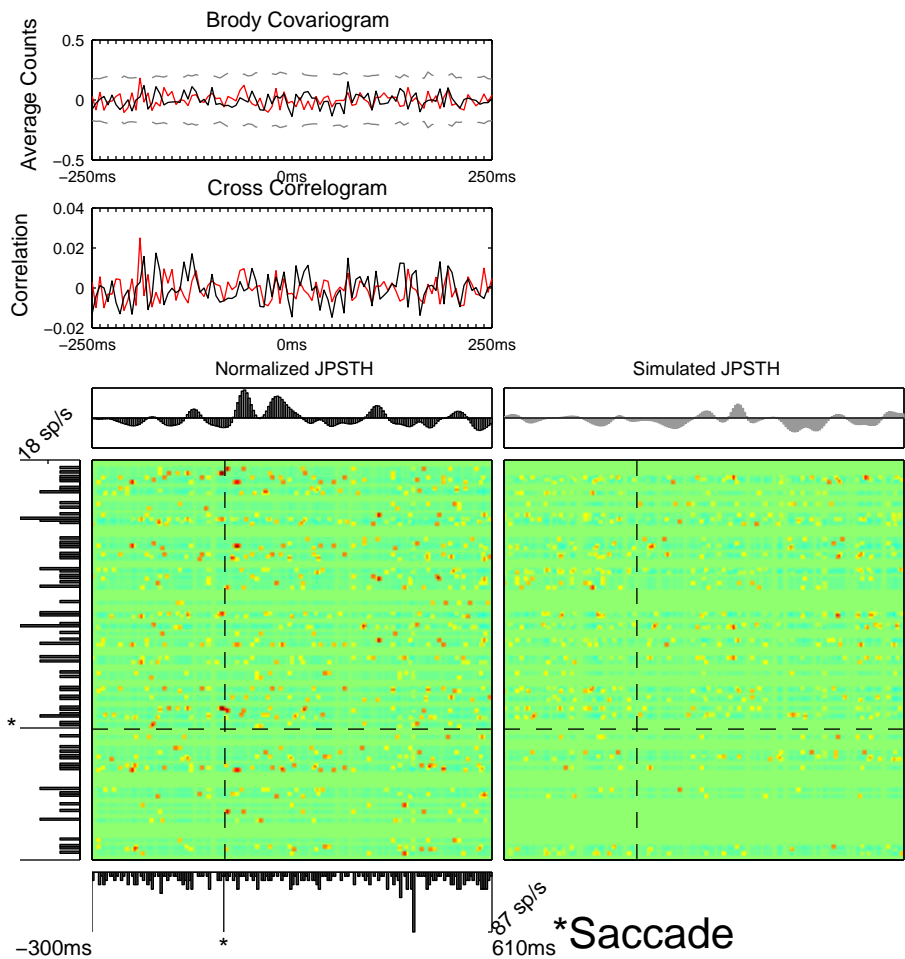 Brody Covariogram
Average Counts
0.5
0
−0.5
−250ms
0ms
250ms
Cross Correlogram
Correlation
0.04
0.02
0
−0.02
−250ms
0ms
250ms
Normalized JPSTH
Simulated JPSTH
18 sp/s
*
−300ms
*
87 sp/s
610ms
*Saccade